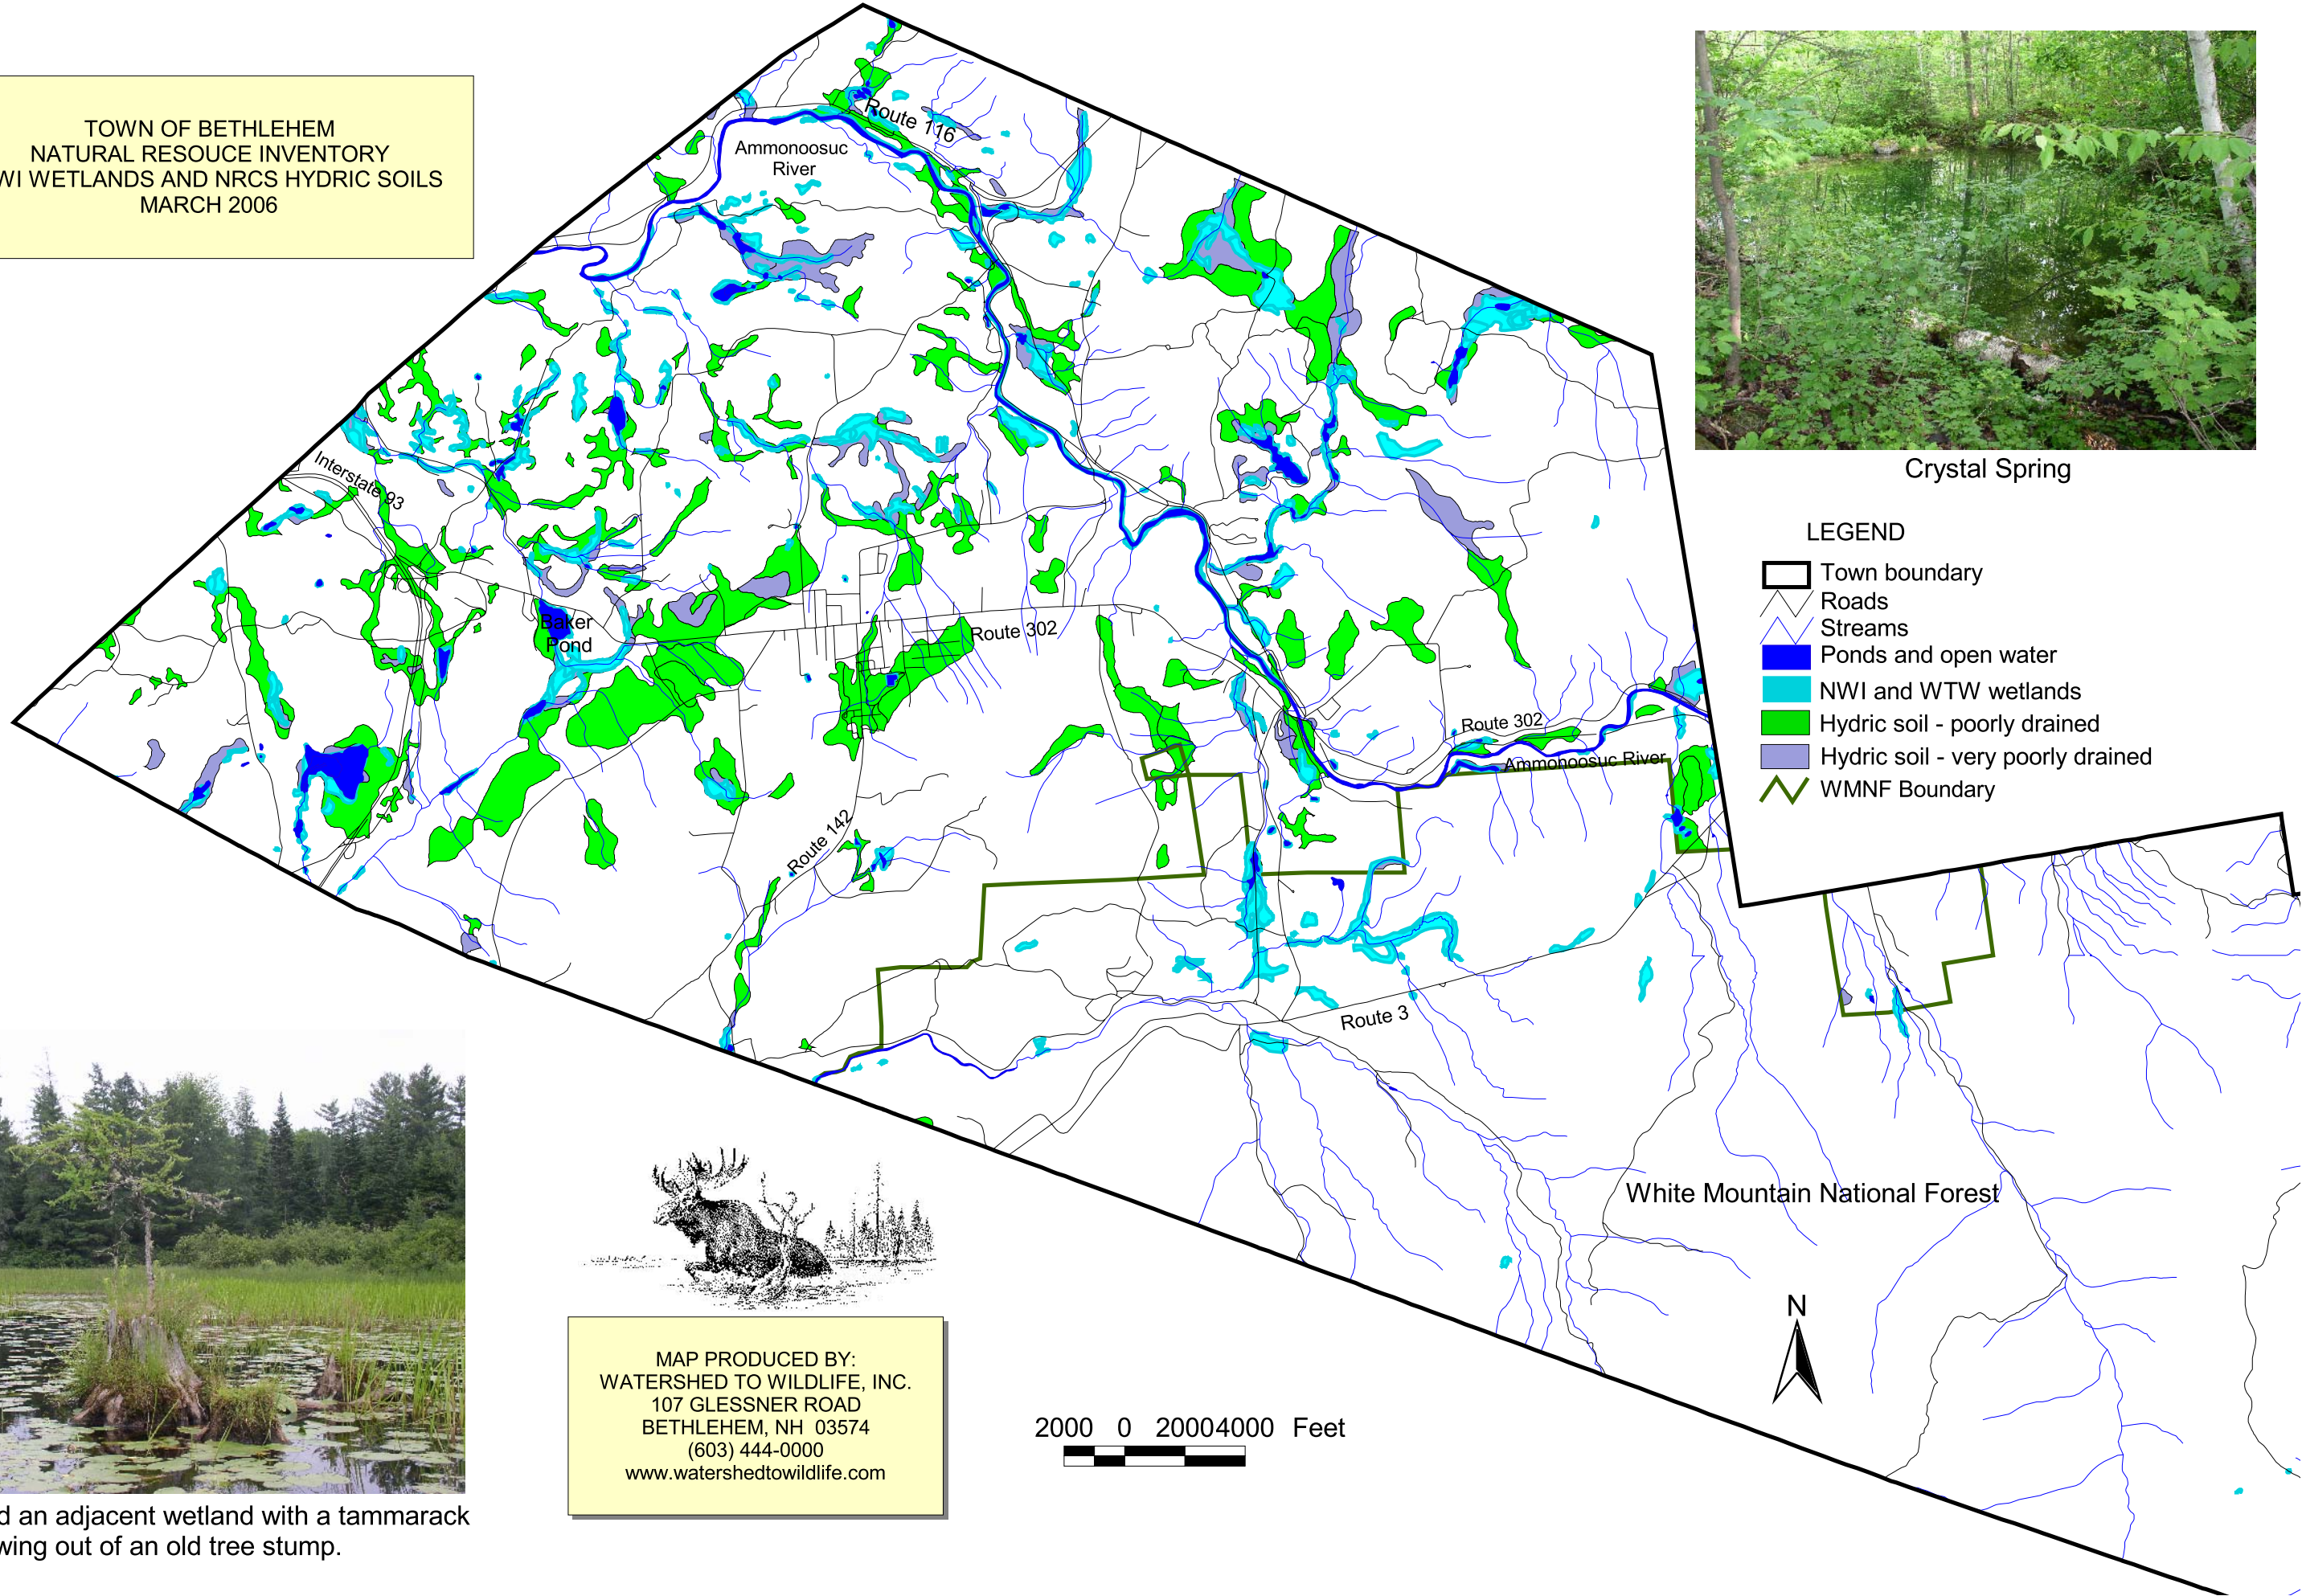 TOWN OF BETHLEHEM
NATURAL RESOUCE INVENTORY
WI WETLANDS AND NRCS HYDRIC SOILS
MARCH 2006
Route 116
Ammonoosuc
River
Interstate 93
Baker
Pond
Route 302
Route 302
Ammonoosuc River
Route 142
Route 3
White Mountain National Forest
Crystal Spring
LEGEND
Town boundary
Roads
Streams
Ponds and open water
NWI and WTW wetlands
Hydric soil - poorly drained
Hydric soil - very poorly drained
WMNF Boundary
N
MAP PRODUCED BY:
WATERSHED TO WILDLIFE, INC.
107 GLESSNER ROAD
BETHLEHEM, NH 03574
(603) 444-0000
www.watershedtowildlife.com
2000 0 20004000 Feet
d an adjacent wetland with a tammarack
wing out of an old tree stump.